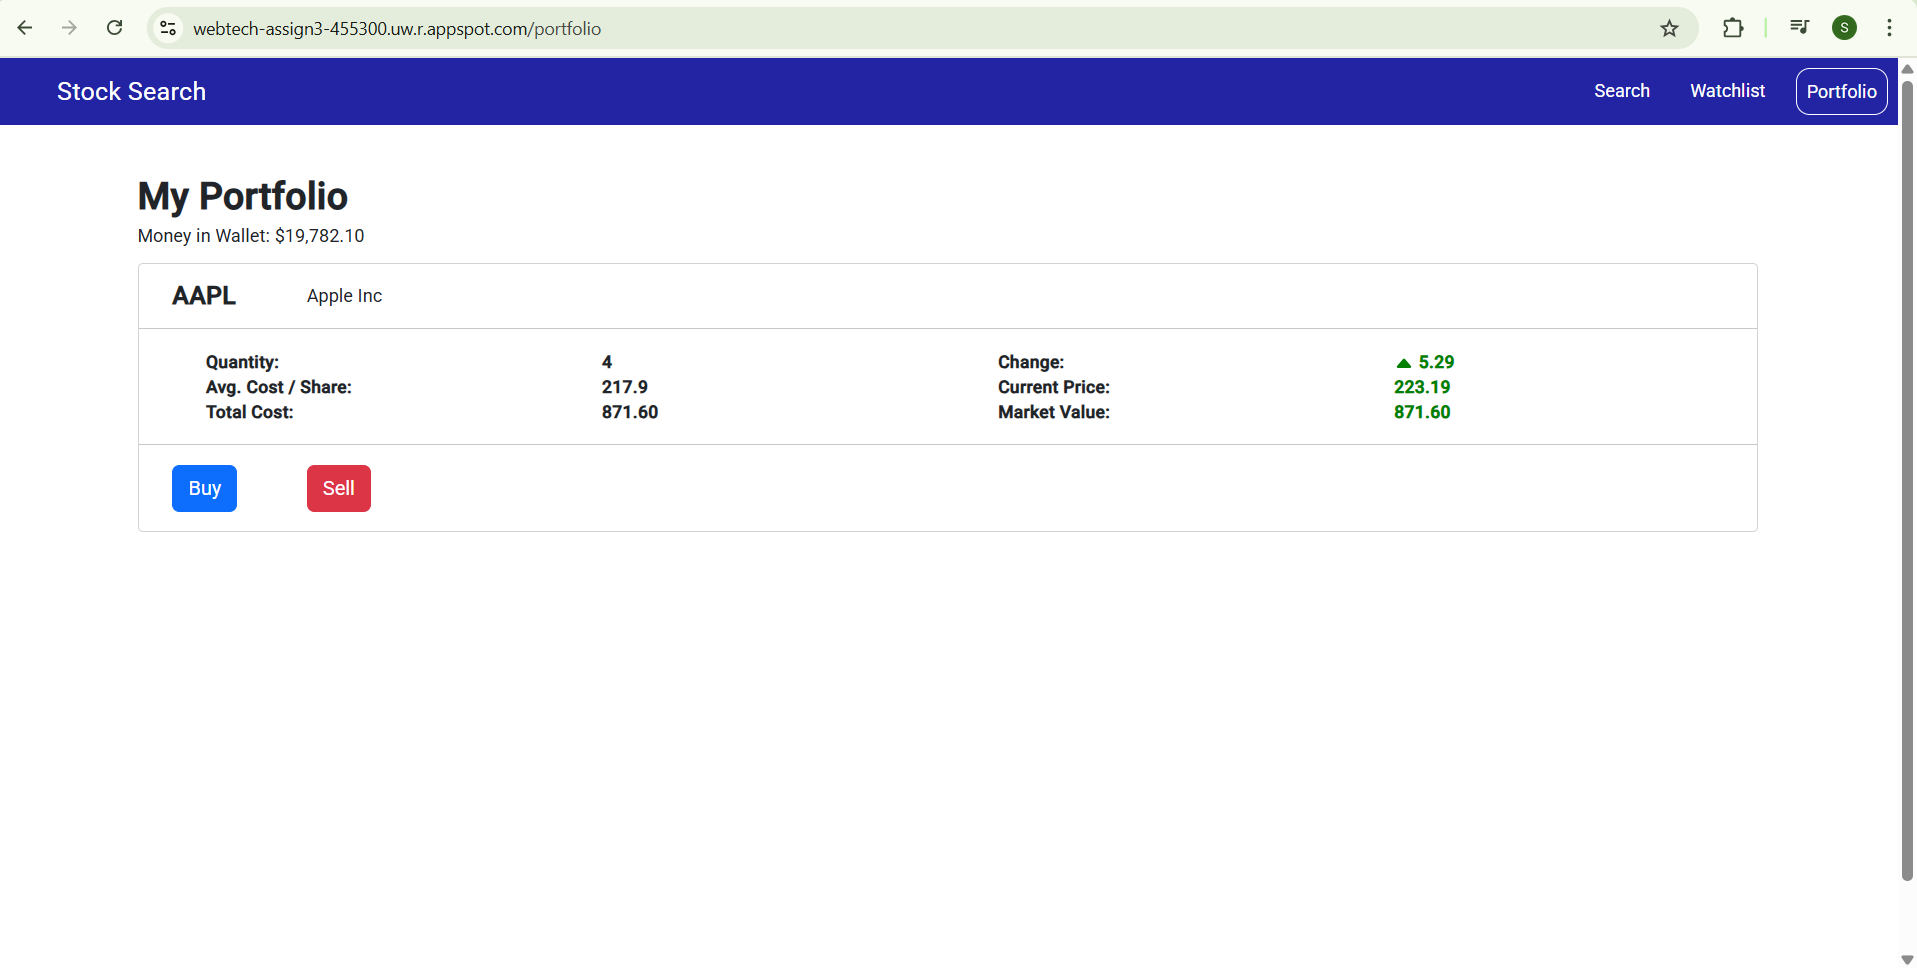 webtech-assign3-455300.uw.r.appspot.com/portfolio
S
Stock Search
Search Watchlist Portfolio
My Portfolio
Money in Wallet: $19,782.10
AAPL Apple Inc
Quantity: 4 Change: ▲ 5.29
Avg. Cost / Share: 217.9 Current Price: 223.19
Total Cost: 871.60 Market Value: 871.60
Buy Sell